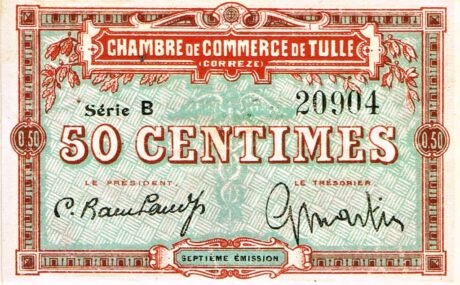 CHAMBRE DE COMMERCE DE TULLE
(CORRÈZE)
Série B 20904
0,50 50 CENTIMES 0,50
LE PRÉSIDENT, LE TRÉSORIER
SEPTIÈME ÉMISSION